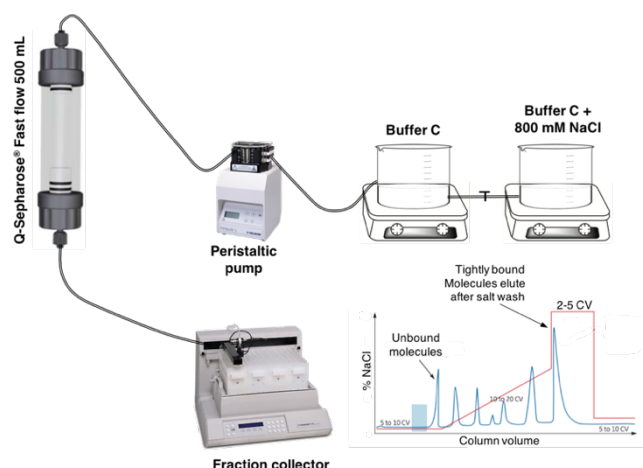 Q-Sepharose® Fast flow 500 mL
Peristaltic
pump
Buffer C
Buffer C +
800 mM NaCl
Fraction collector
Tightly bound
Molecules elute
after salt wash
2-5 CV
Unbound
molecules
% NaCl
10 to 20 CV
5 to 10 CV
5 to 10 CV
Column volume